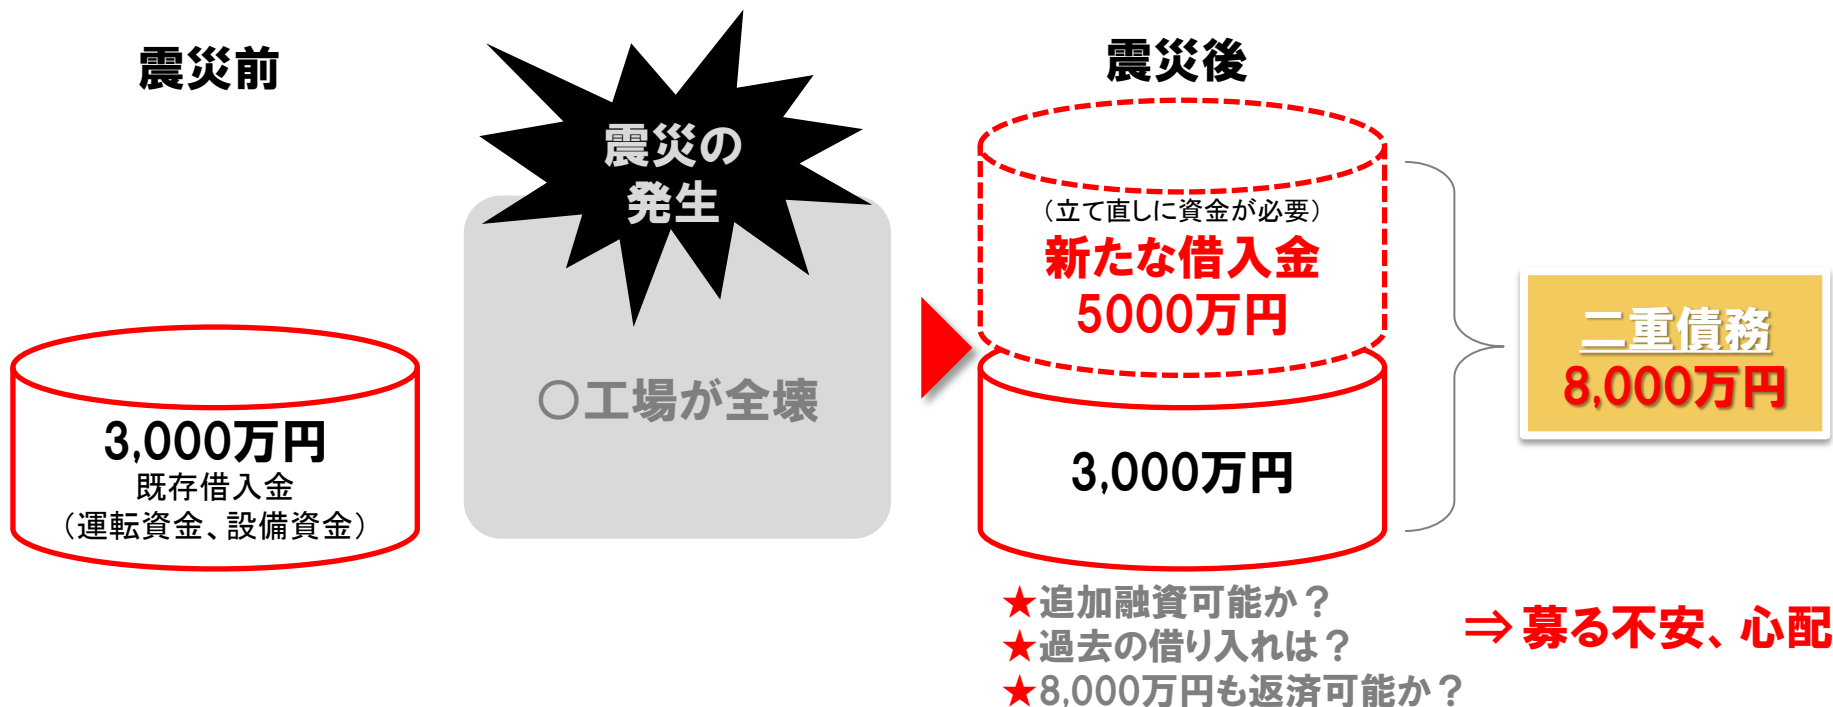 震災前
3,000万円
既存借入金
（運転資金、設備資金）
震災の
発生
○工場が全壊
震災後
（立て直しに資金が必要）
新たな借入金
5000万円
3,000万円
二重債務
8,000万円
★追加融資可能か？
★過去の借り入れは？
★8,000万円も返済可能か？
⇒募る不安、心配